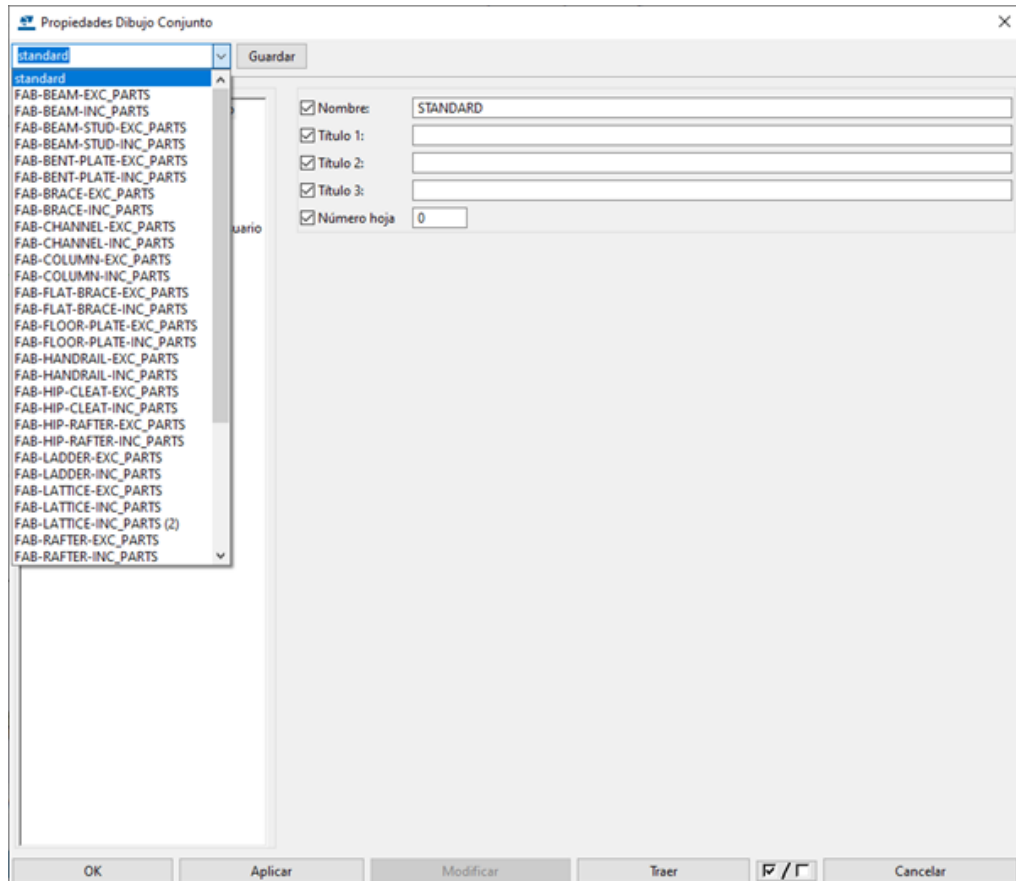 Propiedades Dibujo Conjunto
standard
Guardar
standard
FAB-BEAM-EXC_PARTS
FAB-BEAM-INC_PARTS
FAB-BEAM-STUD-EXC_PARTS
FAB-BEAM-STUD-INC_PARTS
FAB-BENT-PLATE-EXC_PARTS
FAB-BENT-PLATE-INC_PARTS
FAB-BRACE-EXC_PARTS
FAB-BRACE-INC_PARTS
FAB-CHANNEL-EXC_PARTS
FAB-CHANNEL-INC_PARTS
FAB-COLUMN-EXC_PARTS
FAB-COLUMN-INC_PARTS
FAB-FLAT-BRACE-EXC_PARTS
FAB-FLAT-BRACE-INC_PARTS
FAB-FLOOR-PLATE-EXC_PARTS
FAB-FLOOR-PLATE-INC_PARTS
FAB-HANDRAIL-EXC_PARTS
FAB-HANDRAIL-INC_PARTS
FAB-HIP-CLEAT-EXC_PARTS
FAB-HIP-CLEAT-INC_PARTS
FAB-HIP-RAFTER-EXC_PARTS
FAB-HIP-RAFTER-INC_PARTS
FAB-LADDER-EXC_PARTS
FAB-LADDER-INC_PARTS
FAB-LATTICE-EXC_PARTS
FAB-LATTICE-INC_PARTS
FAB-LATTICE-INC_PARTS (2)
FAB-RAFTER-EXC_PARTS
FAB-RAFTER-INC_PARTS
uario
Nombre: STANDARD
Título 1:
Título 2:
Título 3:
Número hoja 0
OK Aplicar Modificar Traer / Cancelar